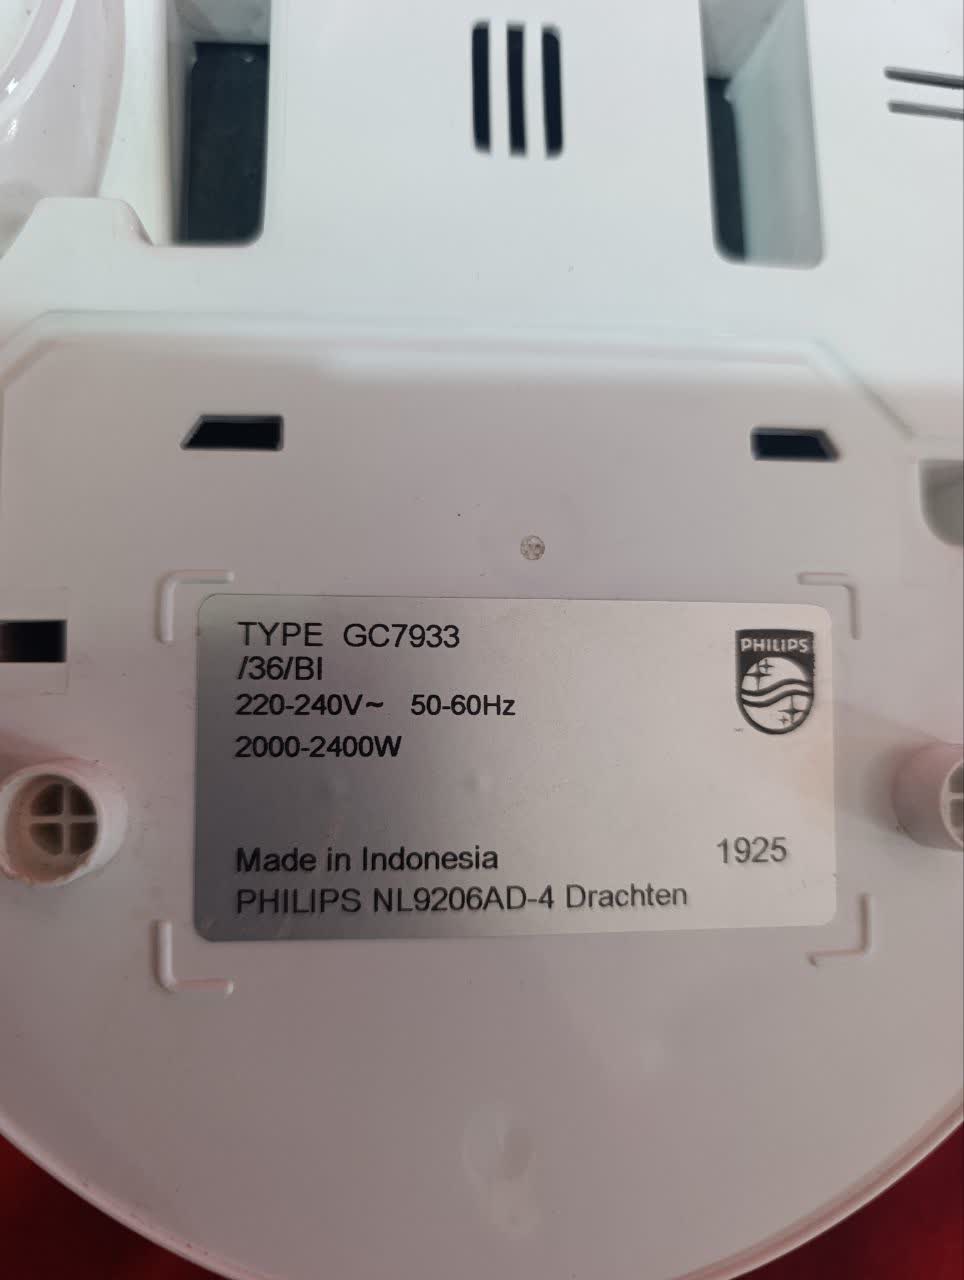 TYPE GC7933
/36/BI
220-240V~ 50-60Hz
2000-2400W
PHILIPS
Made in Indonesia 1925
PHILIPS NL9206AD-4 Drachten